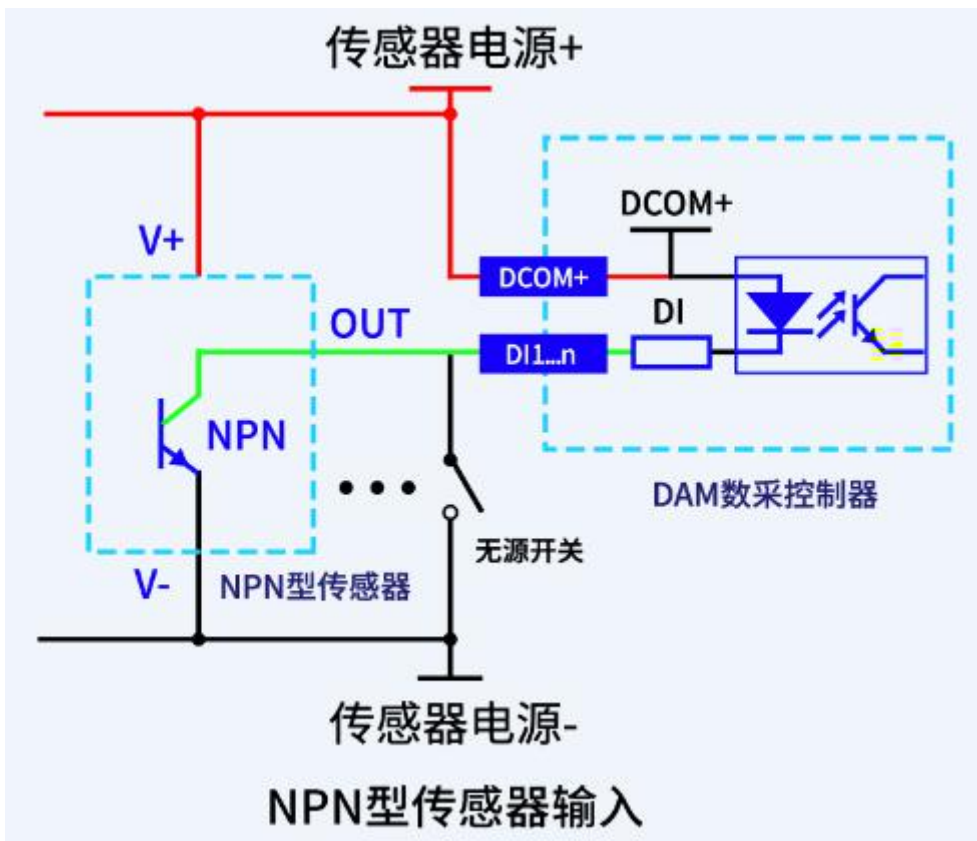 传感器电源+
DCOM+
V+
DCOM+
OUT
DI
DI1...n
NPN
DAM数采控制器
无源开关
V-
NPN型传感器
传感器电源-
NPN型传感器输入